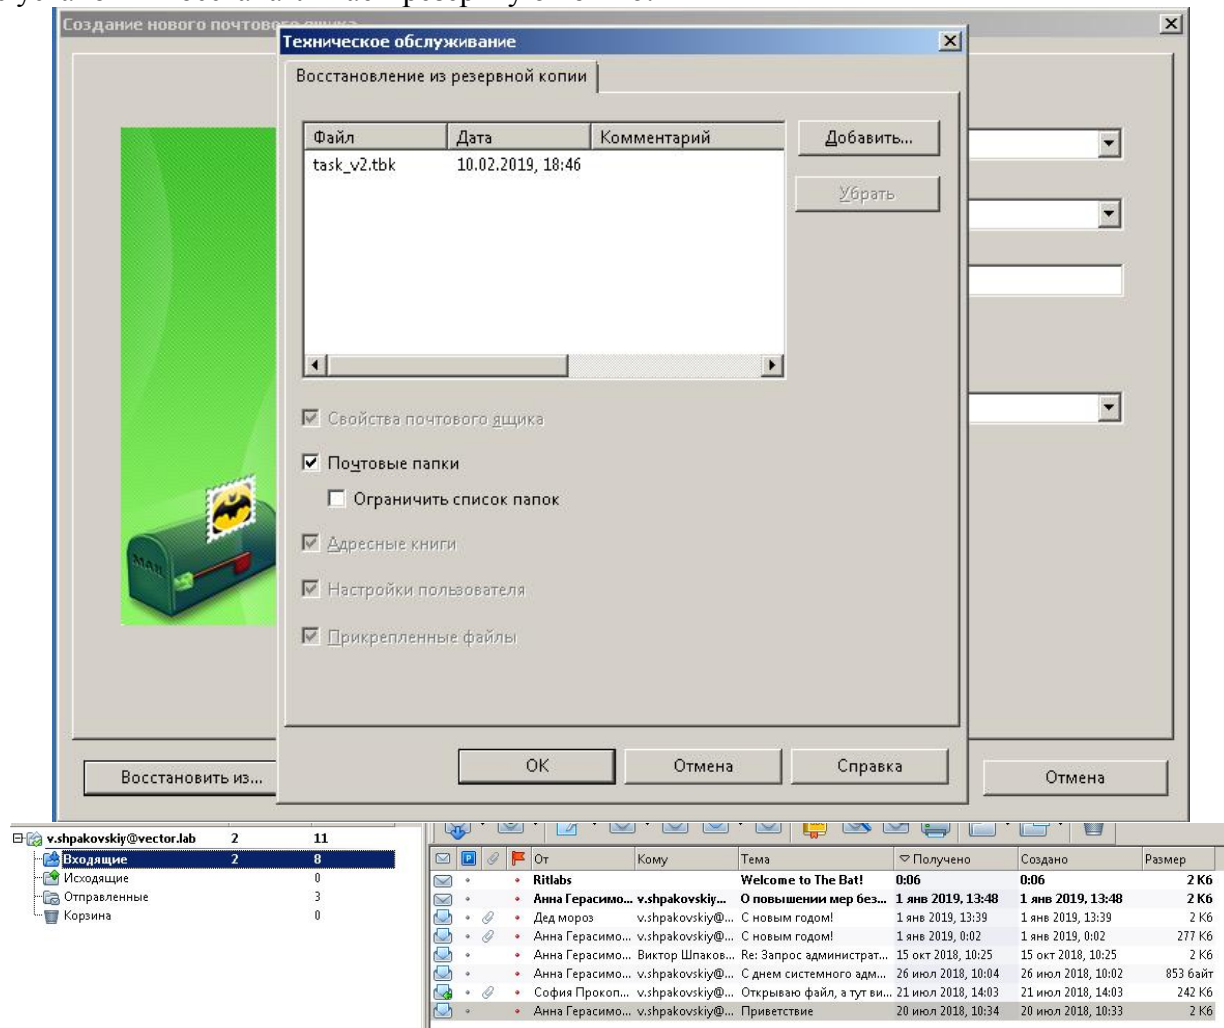 Создание нового почтового ящика
Техническое обслуживание
Восстановление из резервной копии
Файл Дата Комментарий
task_v2.tbk 10.02.2019, 18:46
Добавить...
Убрать
Свойства почтового ящика
Почтовые папки
Ограничить список папок
Адресные книги
Настройки пользователя
Прикрепленные файлы
MAIL
Восстановить из...
ОК Отмена Справка
Отмена
v.shpakovskiy@vector.lab 2 11
Входящие 2 8
Исходящие 0
Отправленные 3
Корзина 0
От Кому Тема Получено Создано Размер
Ritlabs Welcome to The Bat! 0:06 0:06 2 Кб
Анна Герасимо... v.shpakovskiy... О повышении мер без... 1 янв 2019, 13:48 1 янв 2019, 13:48 2 Кб
Дед мороз v.shpakovskiy@... С новым годом! 1 янв 2019, 13:39 1 янв 2019, 13:39 2 Кб
Анна Герасимо... v.shpakovskiy@... С новым годом! 1 янв 2019, 0:02 1 янв 2019, 0:02 277 Кб
Анна Герасимо... Виктор Шпаков... Re: Запрос администрат... 15 окт 2018, 10:25 15 окт 2018, 10:25 2 Кб
Анна Герасимо... v.shpakovskiy@... С днем системного адм... 26 июл 2018, 10:04 26 июл 2018, 10:02 853 байт
София Прокоп... v.shpakovskiy@... Открываю файл, а тут ви... 21 июл 2018, 14:03 21 июл 2018, 14:03 242 Кб
Анна Герасимо... v.shpakovskiy@... Приветствие 20 июл 2018, 10:34 20 июл 2018, 10:33 2 Кб